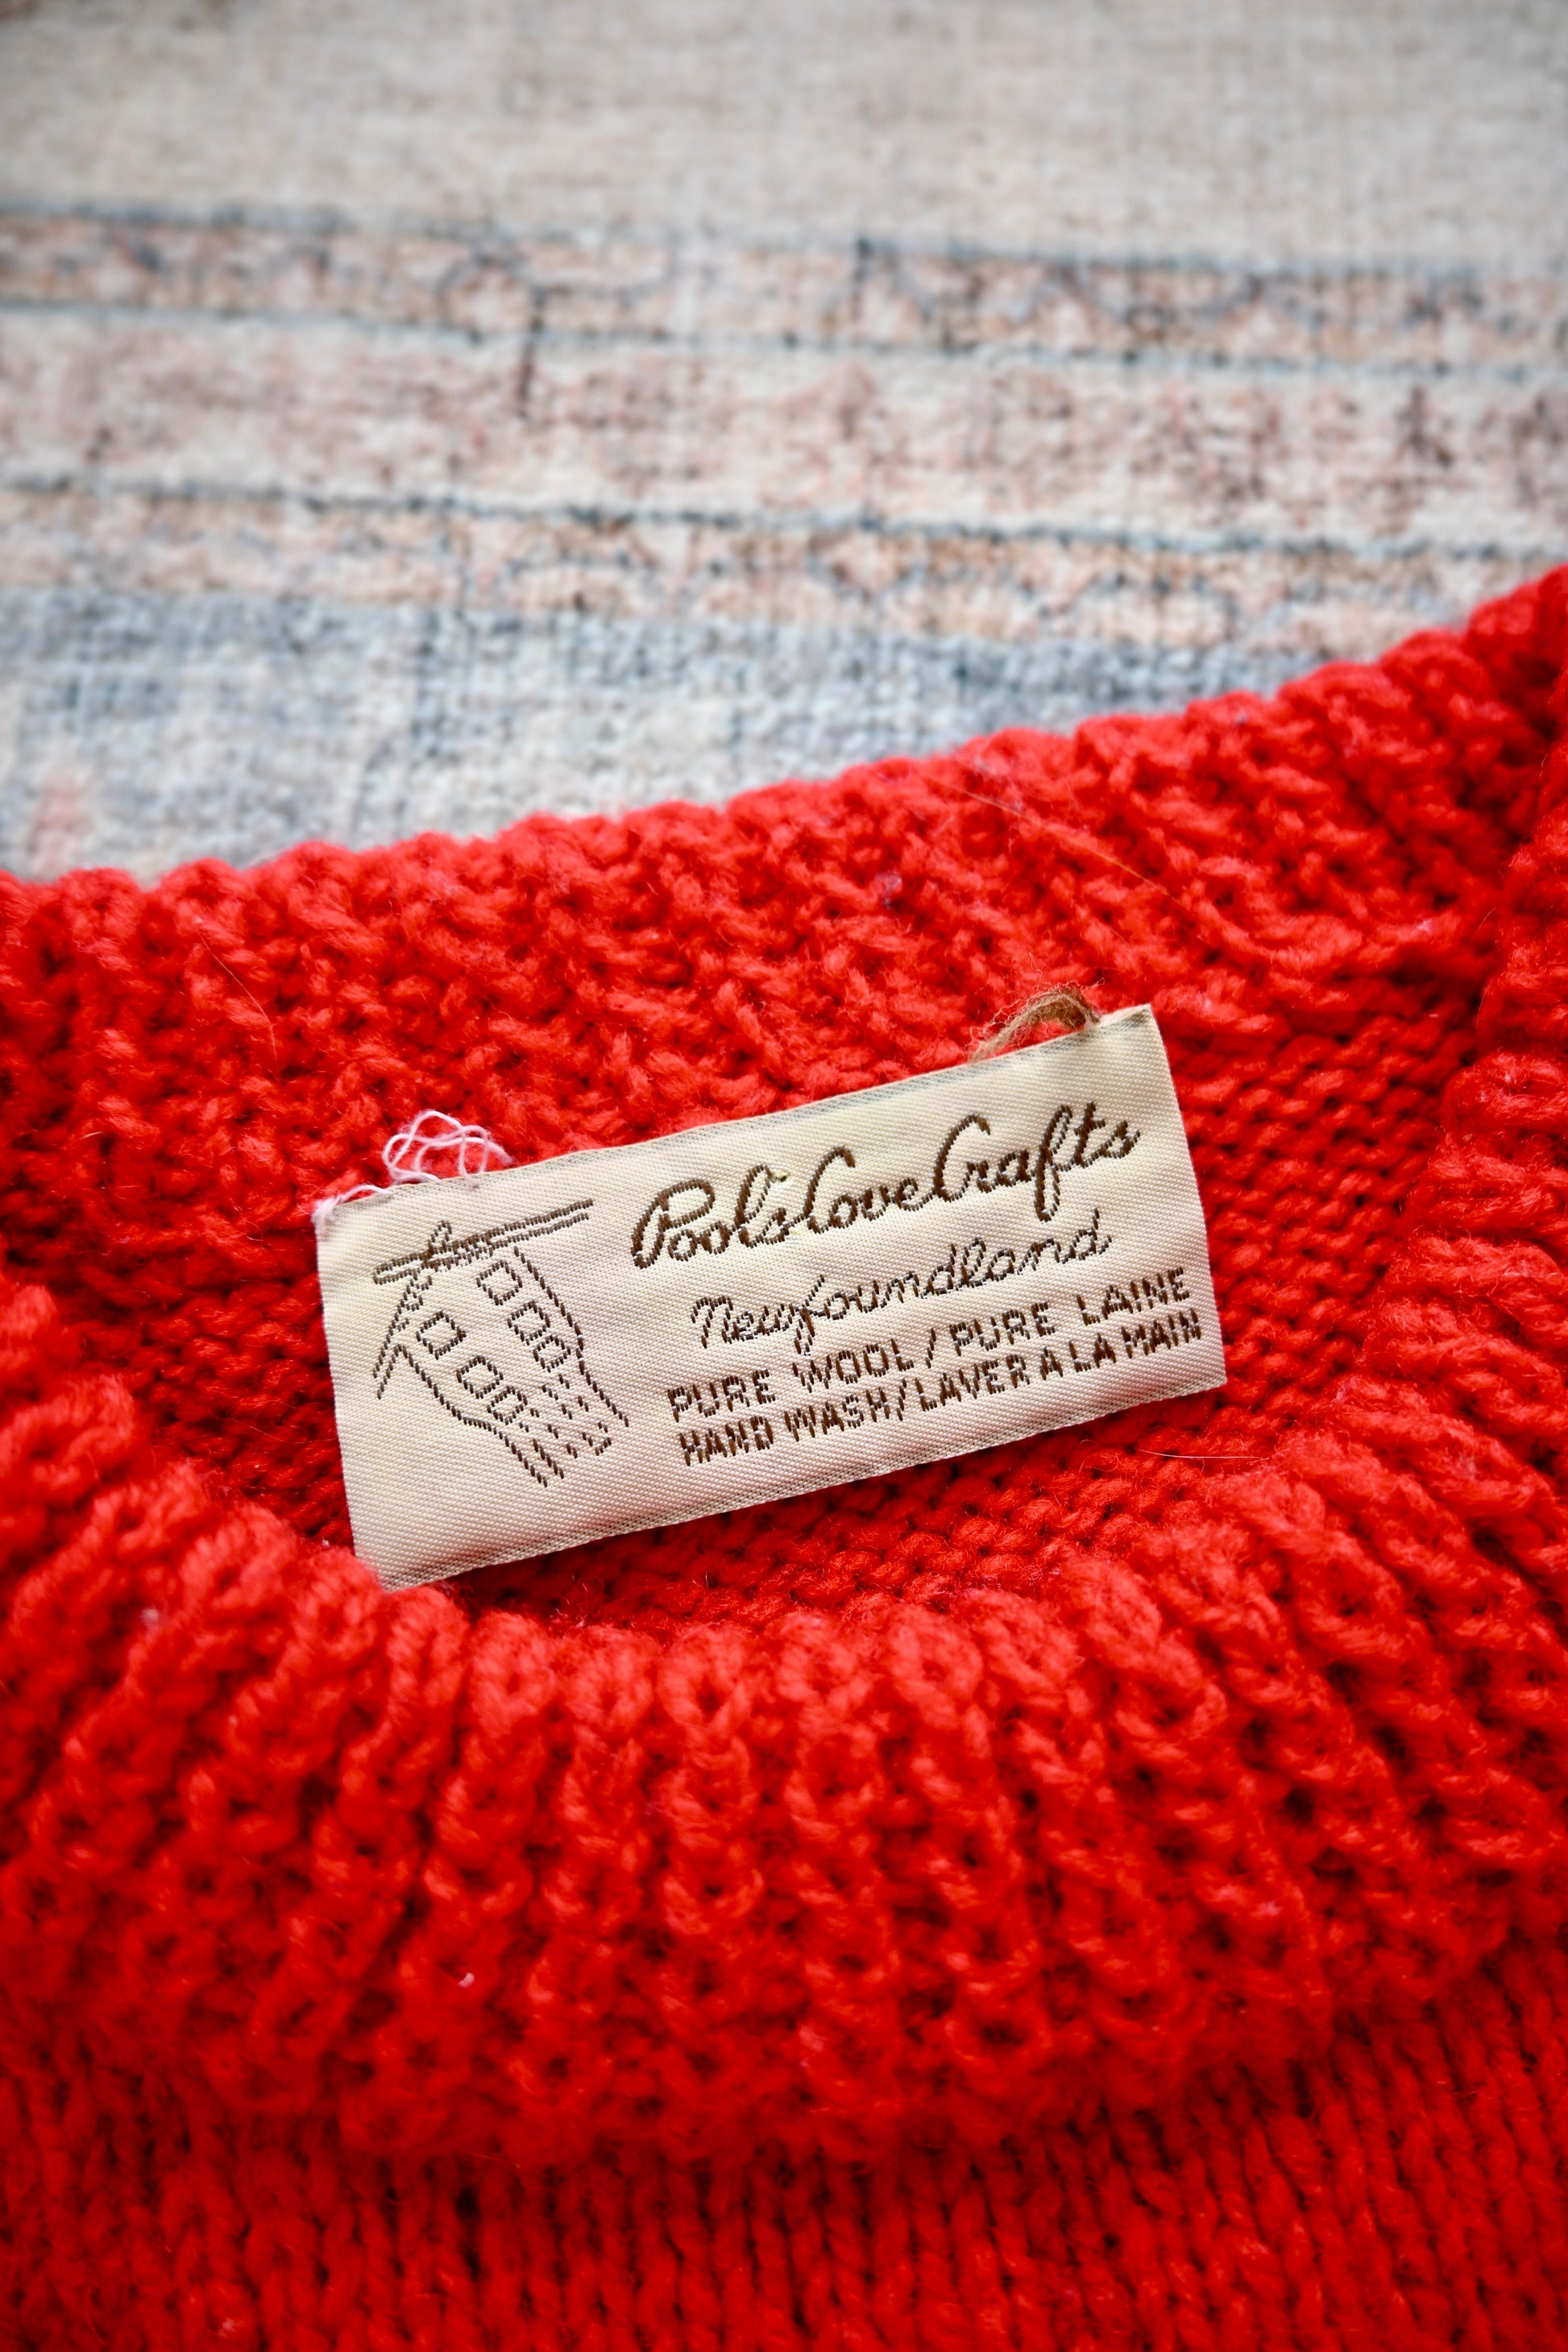 Pool's Cove Crafts
Newfoundland
PURE WOOL / PURE LAINE
HAND WASH / LAVER A LA MAIN